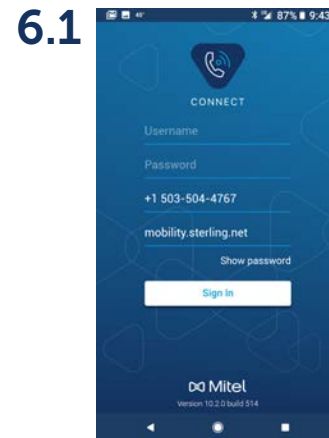 6.1
46° 87% 9:43
CONNECT
Username
Password
+1 503-504-4767
mobility.sterling.net
Show password
Sign In
Mitel
Version 10.2.0 build 514